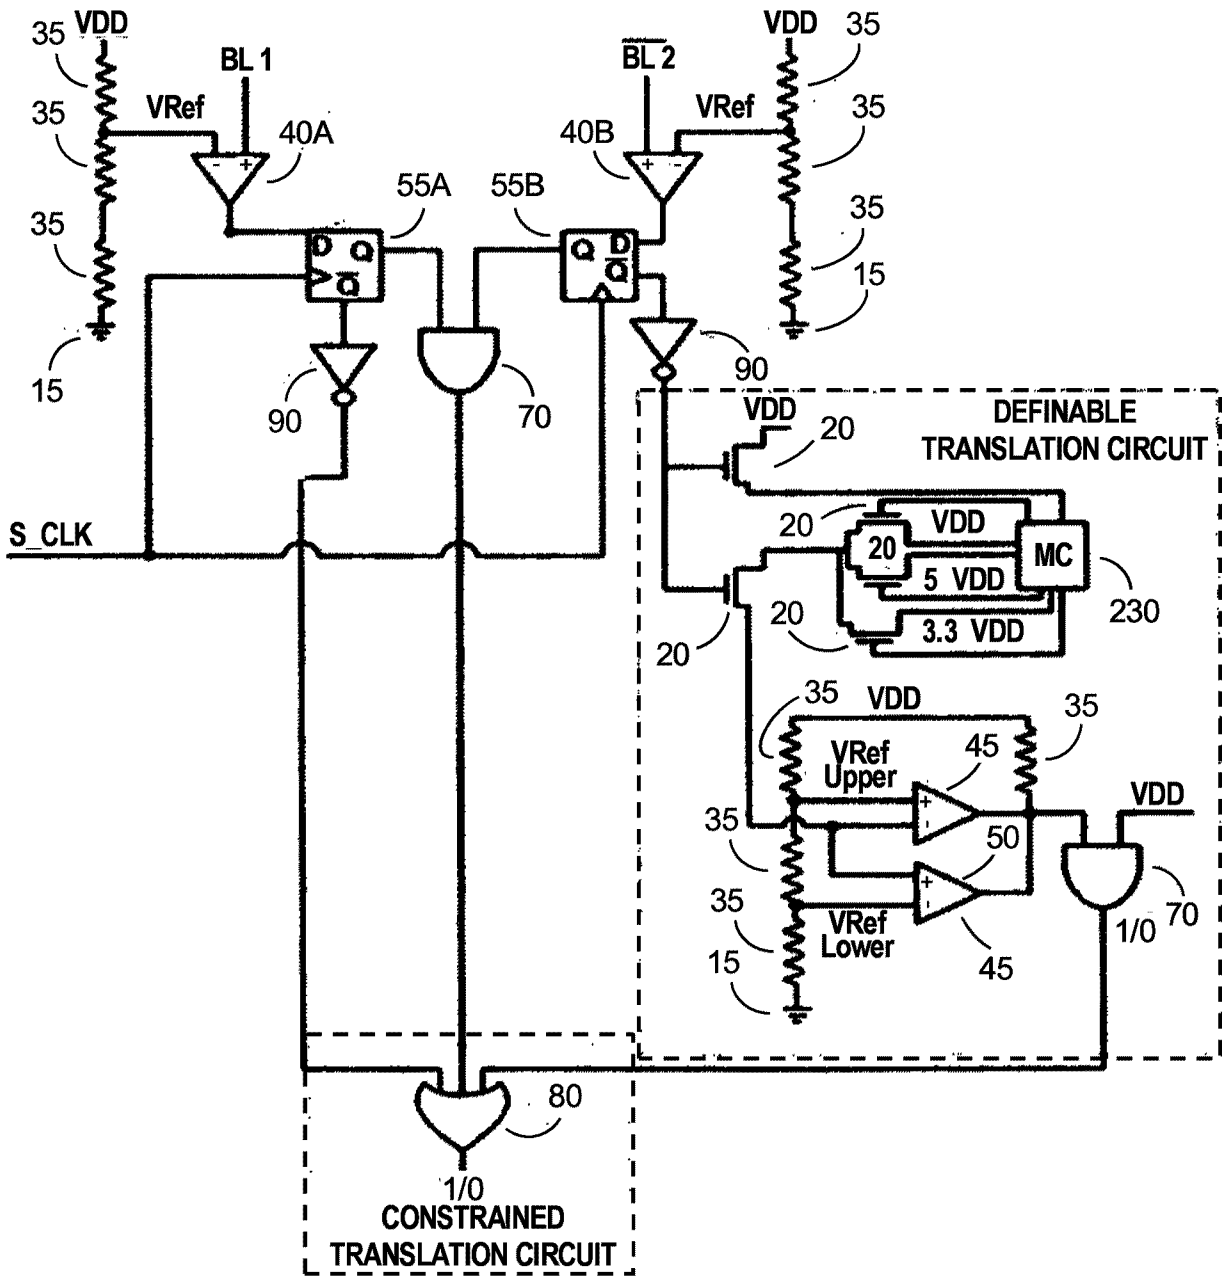 VDD
35
BL 1
VRef
35
40A
35
15
BL 2
VDD
35
VRef
35
40B
35
15
55A
55B
- +
+ -
D Q
Q
Q D
Q
90
70
90
S_CLK
DEFINABLE
TRANSLATION CIRCUIT
VDD
20
20
VDD
20
MC
5 VDD
230
20
3.3 VDD
20
35
VDD
35
VRef
Upper
45
+
-
VDD
35
50
+
-
35
VRef
Lower
45
1/0
70
15
80
1/0
CONSTRAINED
TRANSLATION CIRCUIT